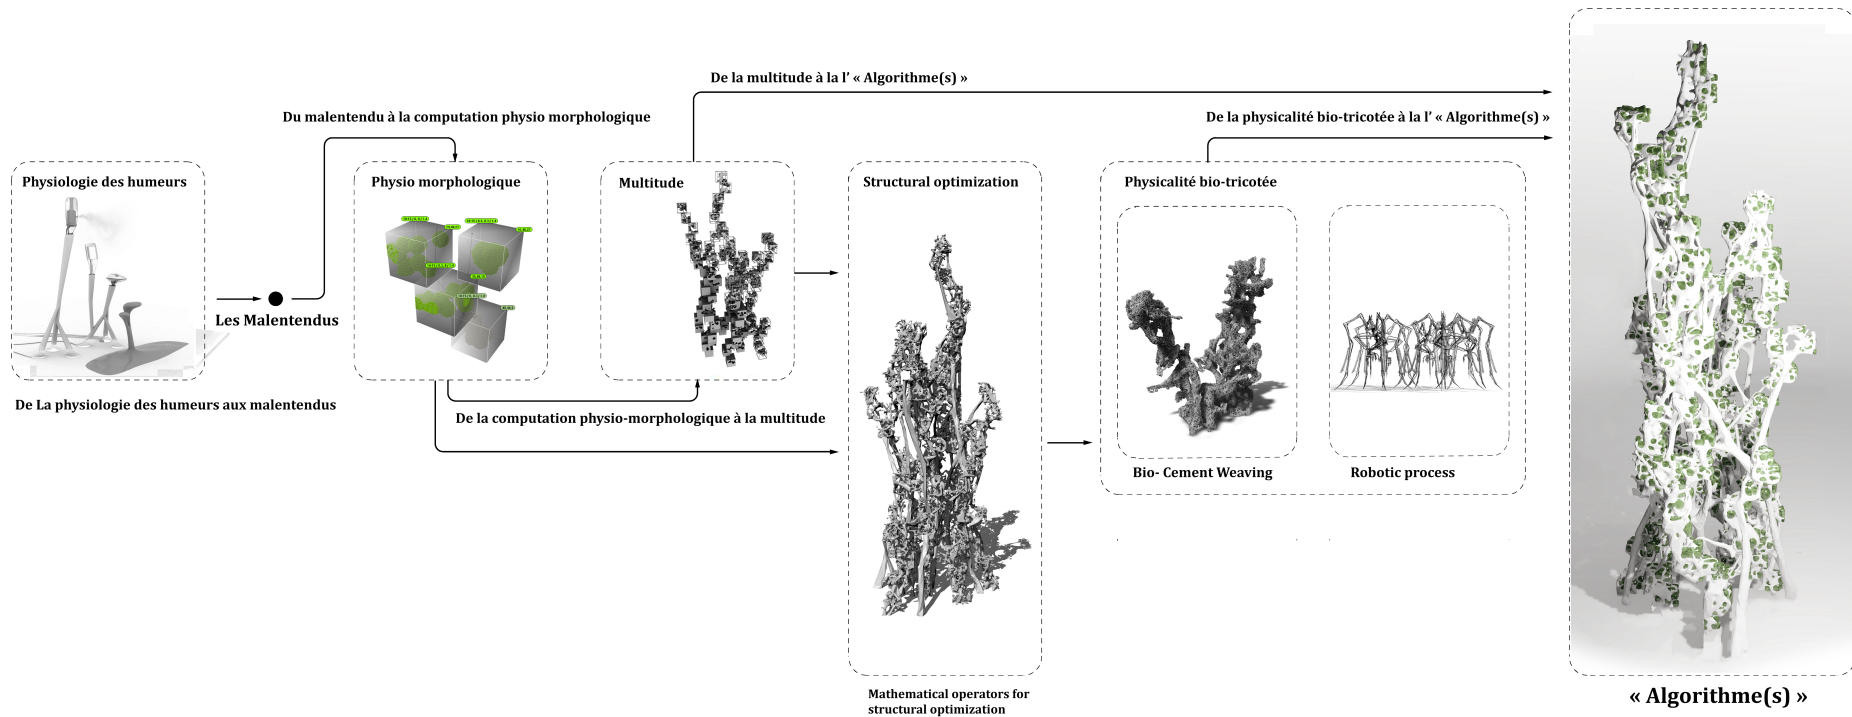 De la multitude à la l' « Algorithme(s) »
Du malentendu à la computation physio morphologique
De la physicalité bio-tricotée à la l' « Algorithme(s) »
Physiologie des humeurs
Physio morphologique
Multitude
Structural optimization
Physicalité bio-tricotée
Les Malentendus
De La physiologie des humeurs aux malentendus
De la computation physio-morphologique à la multitude
Bio- Cement Weaving
Robotic process
Mathematical operators for
structural optimization
« Algorithme(s) »